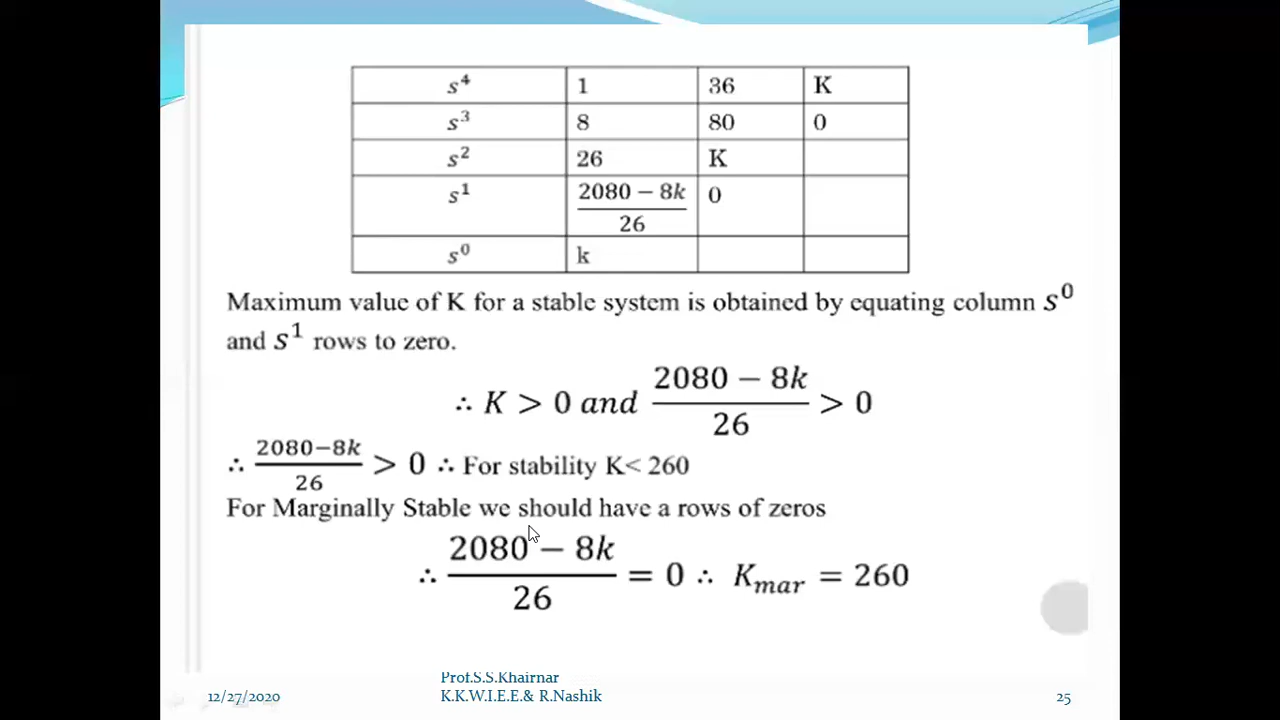 s⁴ 1 36 K
s³ 8 80 0
s² 26 K
s¹ (2080 − 8k)/26 0
s⁰ k
Maximum value of K for a stable system is obtained by equating column s⁰
and s¹ rows to zero.
∴ K > 0 and (2080 − 8k)/26 > 0
∴ (2080−8k)/26 > 0 ∴ For stability K< 260
For Marginally Stable we should have a rows of zeros
∴ (2080 − 8k)/26 = 0 ∴ Kₘₐᵣ = 260
Prof.S.S.Khairnar
12/27/2020 K.K.W.I.E.E.& R.Nashik 25